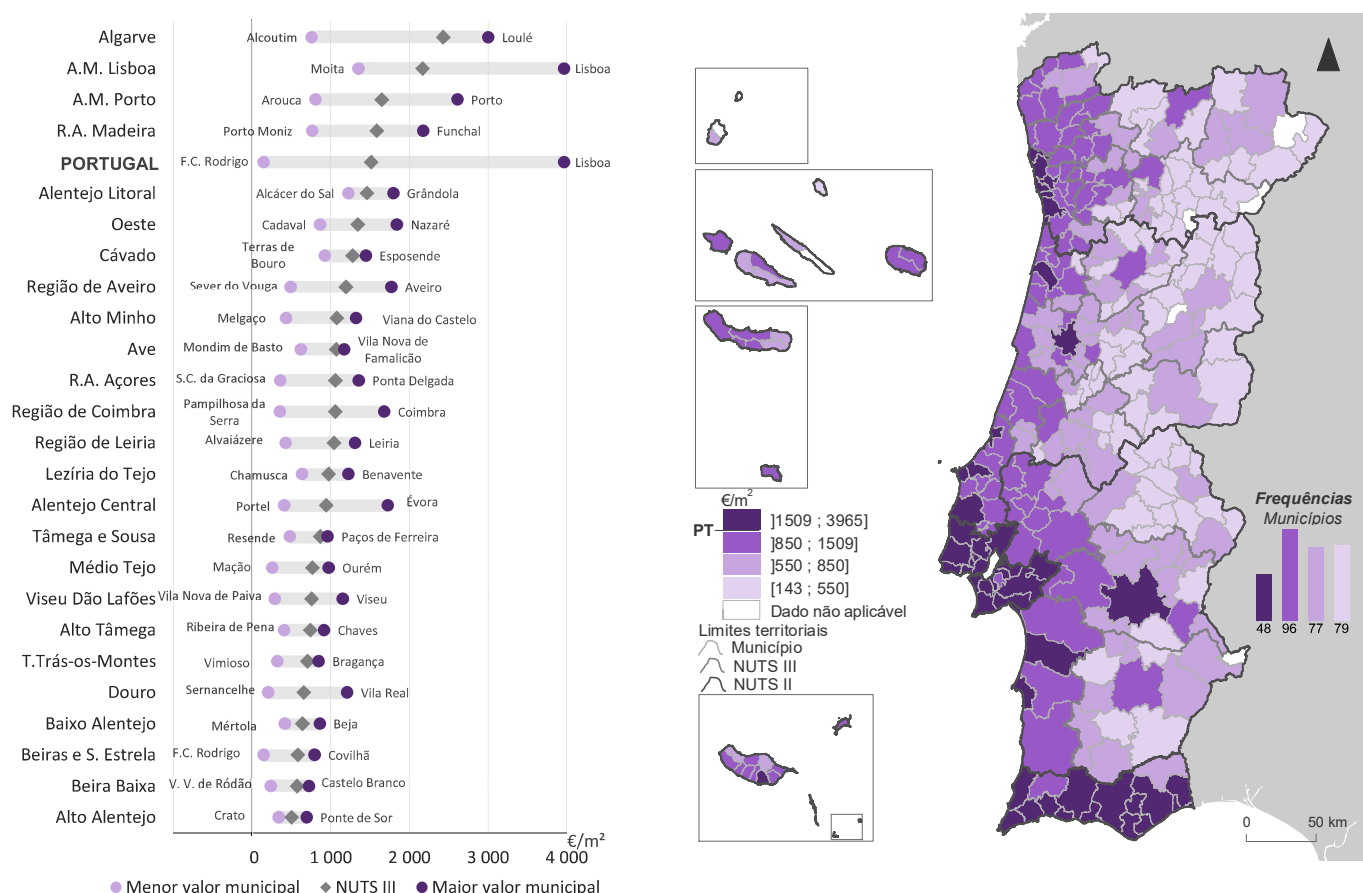 Algarve Alcoutim Loulé
A.M. Lisboa Moita Lisboa
A.M. Porto Arouca Porto
R.A. Madeira Porto Moniz Funchal
PORTUGAL F.C. Rodrigo Lisboa
Alentejo Litoral Alcácer do Sal Grândola
Oeste Cadaval Nazaré
Cávado Terras de
Bouro Esposende
Região de Aveiro Sever do Vouga Aveiro
Alto Minho Melgaço Viana do Castelo
Ave Mondim de Basto Vila Nova de
Famalicão
R.A. Açores S.C. da Graciosa Ponta Delgada
Região de Coimbra Pampilhosa da
Serra Coimbra
Região de Leiria Alvaiázere Leiria
Lezíria do Tejo Chamusca Benavente
Alentejo Central Portel Évora
Tâmega e Sousa Resende Paços de Ferreira
Médio Tejo Mação Ourém
Viseu Dão Lafões Vila Nova de Paiva Viseu
Alto Tâmega Ribeira de Pena Chaves
T.Trás-os-Montes Vimioso Bragança
Douro Sernancelhe Vila Real
Baixo Alentejo Mértola Beja
Beiras e S. Estrela F.C. Rodrigo Covilhã
Beira Baixa V. V. de Ródão Castelo Branco
Alto Alentejo Crato Ponte de Sor
€/m²
0 1 000 2 000 3 000 4 000
Menor valor municipal NUTS III Maior valor municipal
€/m²
PT
]1509 ; 3965]
]850 ; 1509]
]550 ; 850]
[143 ; 550]
Dado não aplicável
Limites territoriais
Município
NUTS III
NUTS II
Frequências
Municípios
48 96 77 79
0 50 km